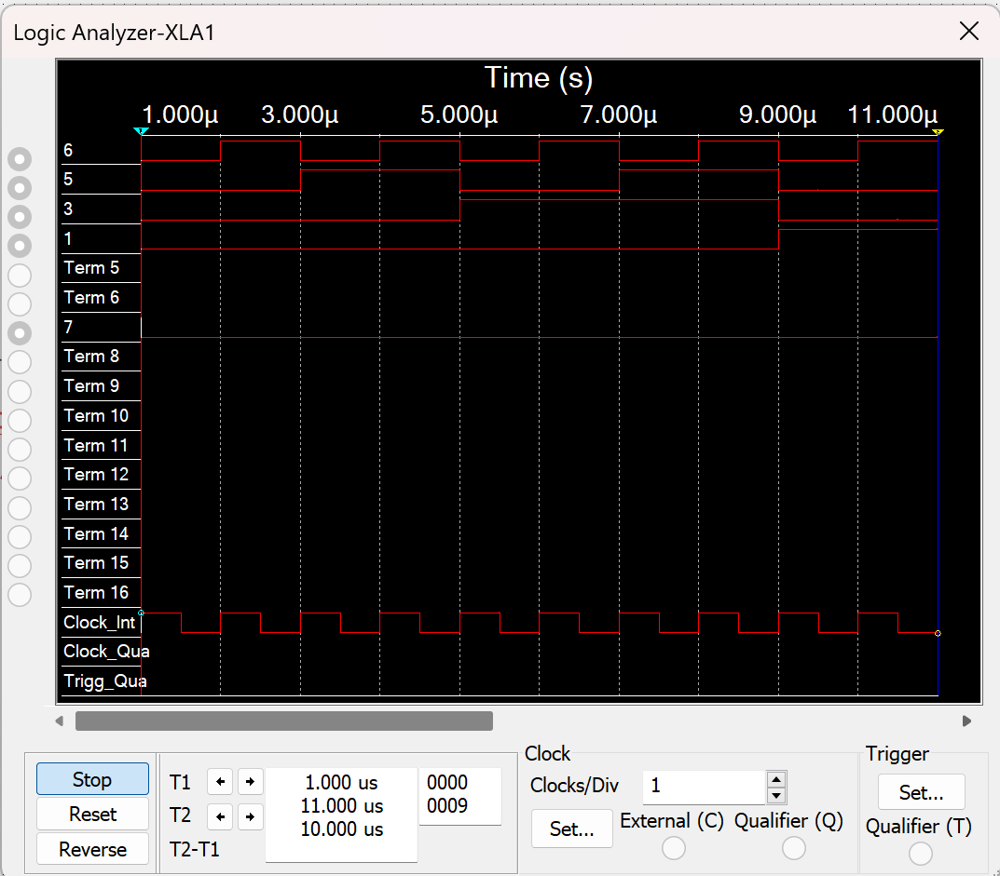 Logic Analyzer-XLA1
Time (s)
1.000µ 3.000µ 5.000µ 7.000µ 9.000µ 11.000µ
6
5
3
1
Term 5
Term 6
7
Term 8
Term 9
Term 10
Term 11
Term 12
Term 13
Term 14
Term 15
Term 16
Clock_Int
Clock_Qua
Trigg_Qua
Stop
Reset
Reverse
T1
T2
T2-T1
1.000 us
11.000 us
10.000 us
0000
0009
Clock
Clocks/Div 1
Set...
External (C) Qualifier (Q)
Trigger
Set...
Qualifier (T)